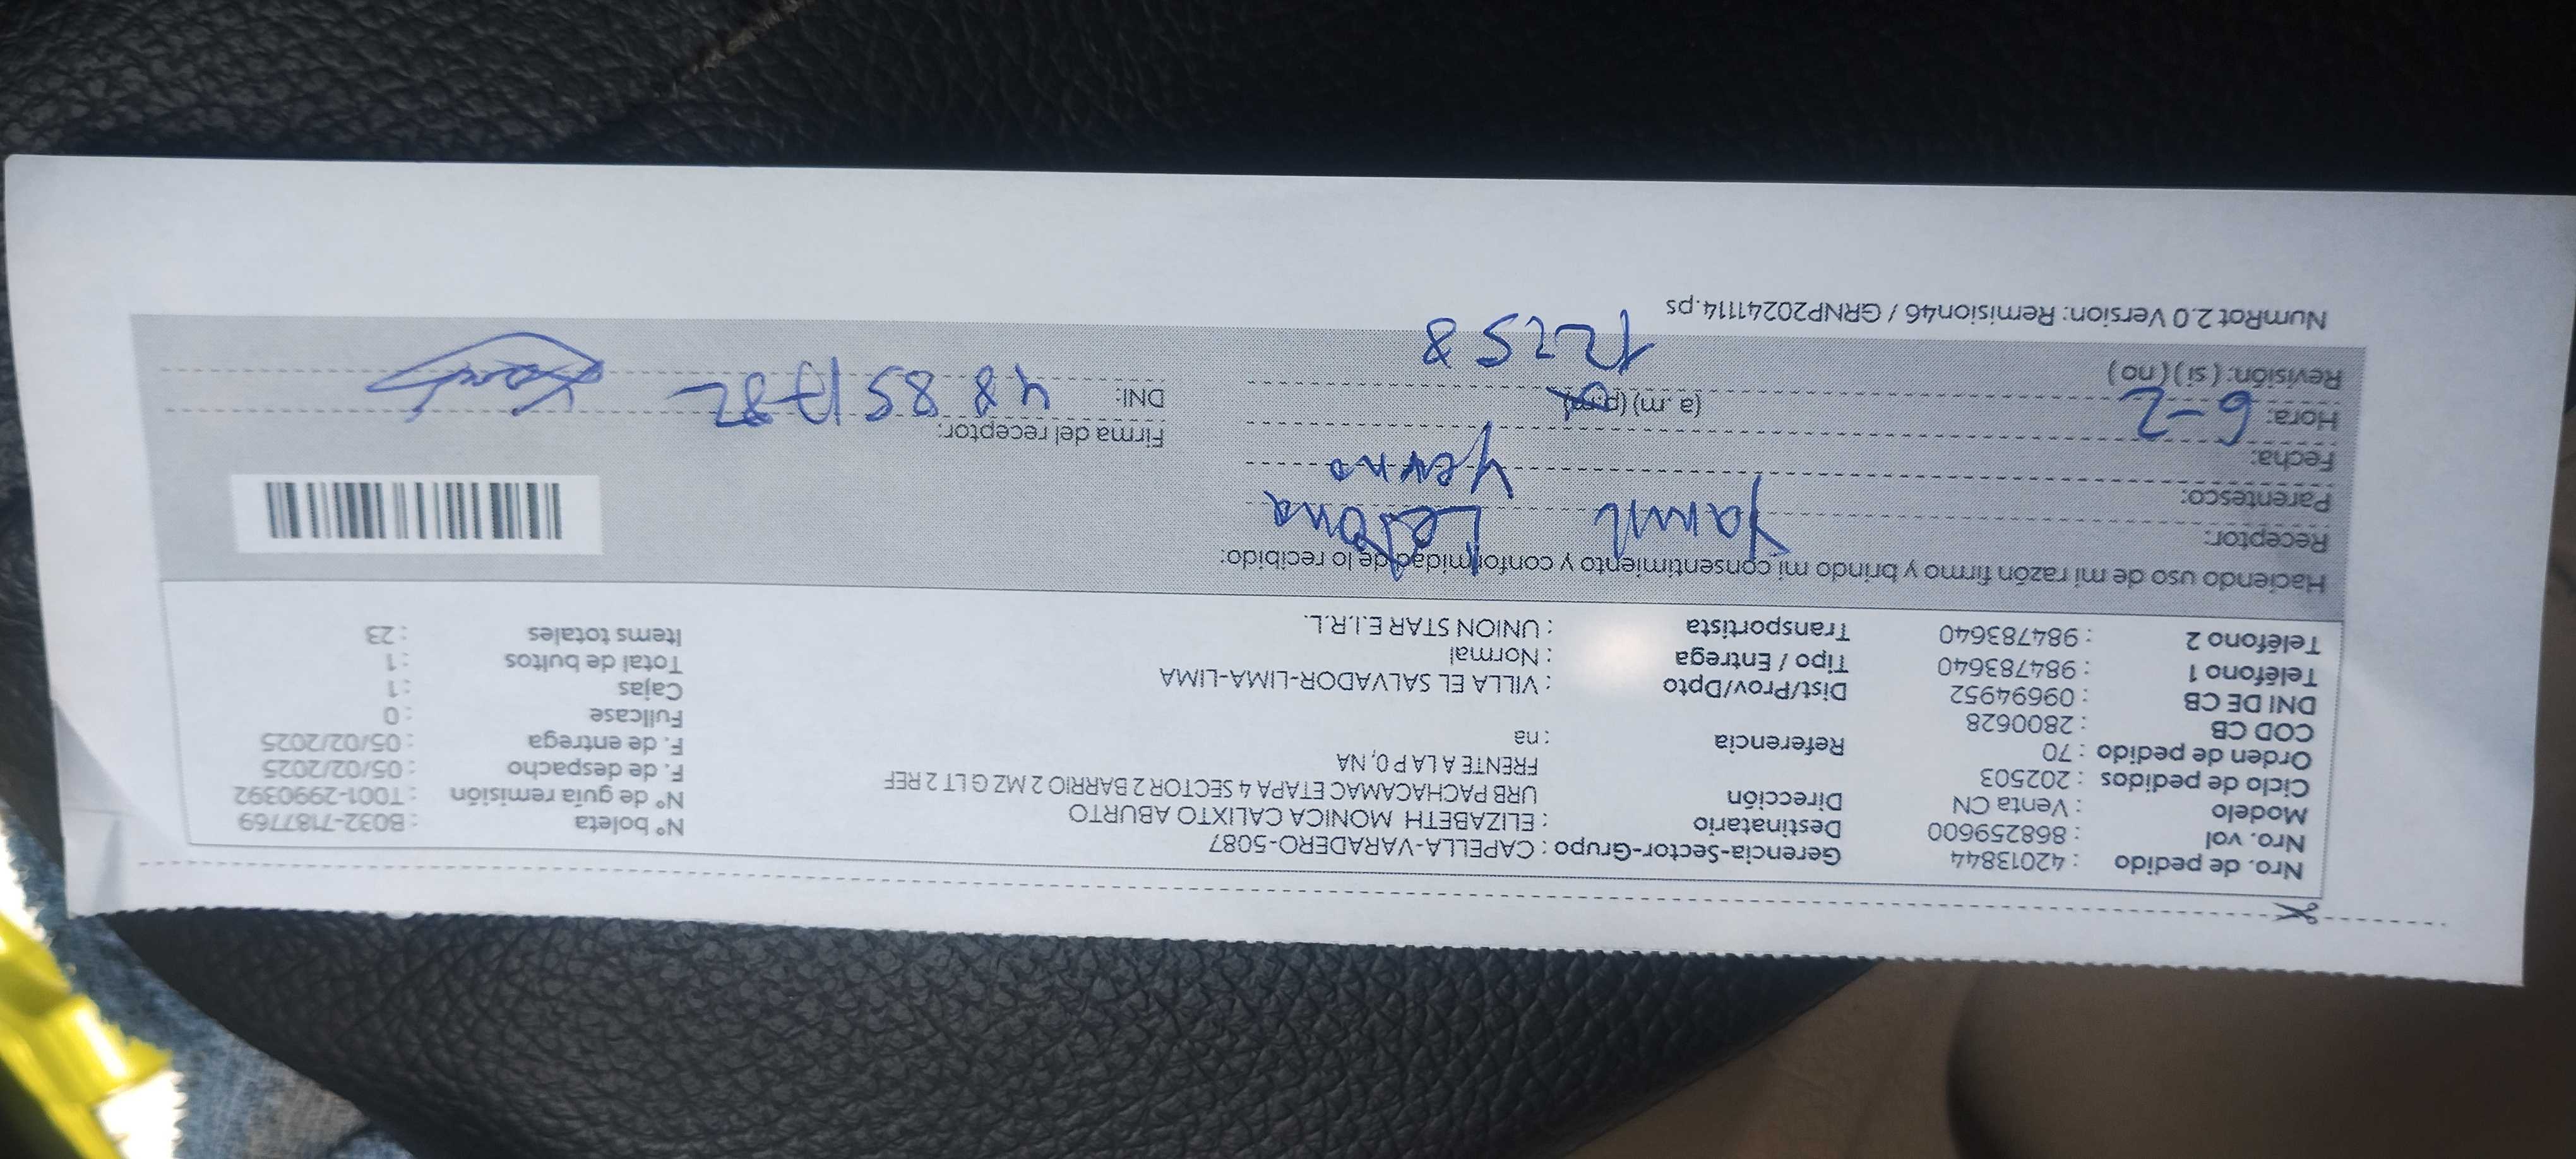 Nro. de pedido : 42013844 Gerencia-Sector-Grupo : CAPELLA-VARADERO-5087 N° boleta : B032-7187769
Nro. vol : 868259600 Destinatario : ELIZABETH MONICA CALIXTO ABURTO N° de guía remisión : T001-2990392
Modelo : Venta CN Dirección URB PACHACAMAC ETAPA 4 SECTOR 2 BARRIO 2 MZ G LT 2 REF F. de despacho : 05/02/2025
Ciclo de pedidos : 202503 FRENTE A LA P 0, NA F. de entrega : 05/02/2025
Orden de pedido : 70 Referencia : na Fullcase : 0
COD CB : 2800628 Dist/Prov/Dpto : VILLA EL SALVADOR-LIMA-LIMA Cajas : 1
DNI DE CB : 09694952 Tipo / Entrega : Normal Total de bultos : 1
Teléfono 1 : 984783640 Transportista : UNION STAR E.I.R.L. Items totales : 23
Teléfono 2 : 984783640
Haciendo uso de mi razón firmo y brindo mi consentimiento y conformidad de lo recibido:
Receptor: Yamil
Parentesco: Yerno
Fecha: 6-2 Firma del receptor:
Hora: (a.m) (p.m) DNI: 48851782
Revisión: ( si ) ( no ) 12258
NumRot 2.0 Version: Remision46 / GRNP20241114.ps